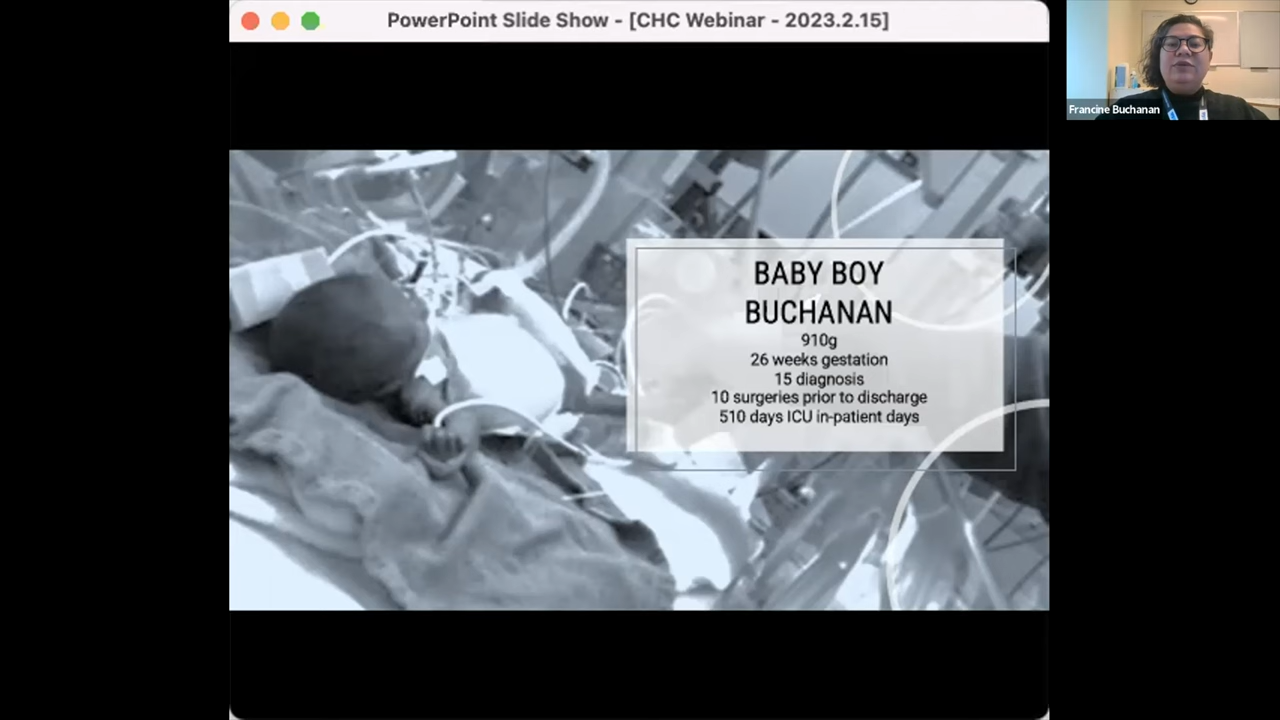 PowerPoint Slide Show - [CHC Webinar - 2023.2.15]
Francine Buchanan
BABY BOY
BUCHANAN
910g
26 weeks gestation
15 diagnosis
10 surgeries prior to discharge
510 days ICU in-patient days